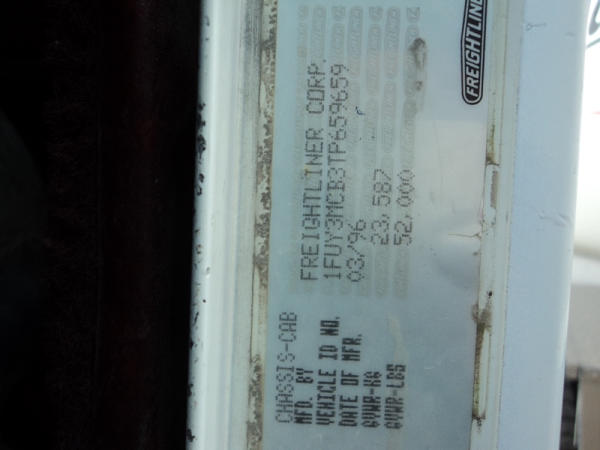 FREIGHTLINER
CHASSIS-CAB
MFD. BY FREIGHTLINER CORP.
VEHICLE ID NO. 1FUY3MCB3TP659659
DATE OF MFR. 03/96
GVWR-KG 23,587
GVWR-LBS 52,000